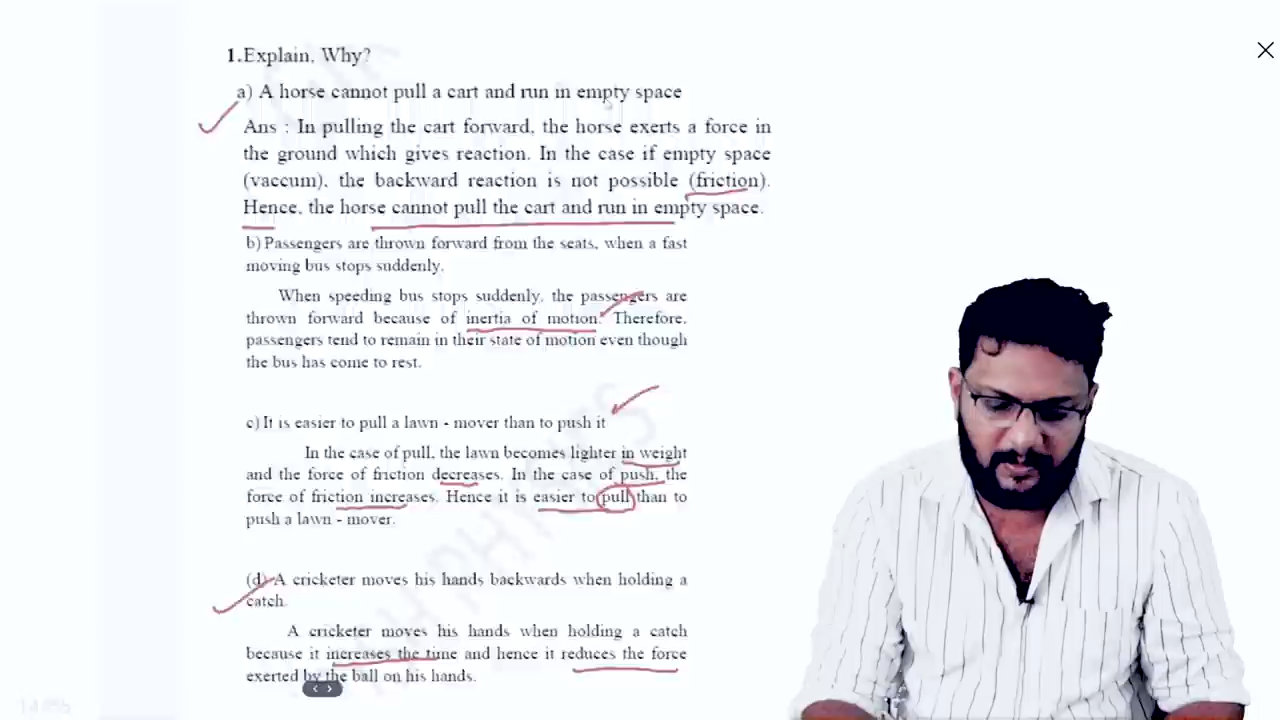 1.Explain, Why?
a) A horse cannot pull a cart and run in empty space
Ans : In pulling the cart forward, the horse exerts a force in
the ground which gives reaction. In the case if empty space
(vaccum), the backward reaction is not possible (friction).
Hence, the horse cannot pull the cart and run in empty space.
b) Passengers are thrown forward from the seats, when a fast
moving bus stops suddenly.
When speeding bus stops suddenly, the passengers are
thrown forward because of inertia of motion. Therefore,
passengers tend to remain in their state of motion even though
the bus has come to rest.
c) It is easier to pull a lawn - mover than to push it
In the case of pull, the lawn becomes lighter in weight
and the force of friction decreases. In the case of push, the
force of friction increases. Hence it is easier to pull than to
push a lawn - mover.
(d) A cricketer moves his hands backwards when holding a
catch.
A cricketer moves his hands when holding a catch
because it increases the time and hence it reduces the force
exerted by the ball on his hands.